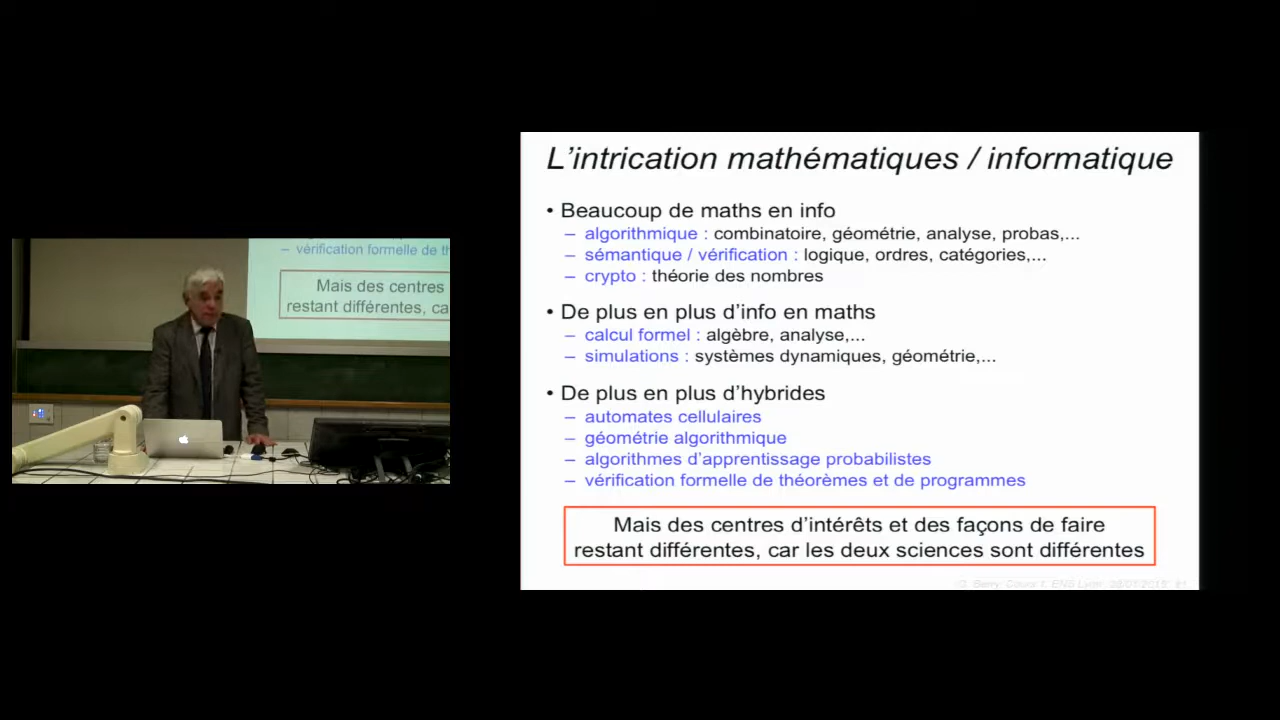 L'intrication mathématiques / informatique
• Beaucoup de maths en info
– algorithmique : combinatoire, géométrie, analyse, probas,...
– sémantique / vérification : logique, ordres, catégories,...
– crypto : théorie des nombres
• De plus en plus d'info en maths
– calcul formel : algèbre, analyse,...
– simulations : systèmes dynamiques, géométrie,...
• De plus en plus d'hybrides
– automates cellulaires
– géométrie algorithmique
– algorithmes d'apprentissage probabilistes
– vérification formelle de théorèmes et de programmes
Mais des centres d'intérêts et des façons de faire
restant différentes, car les deux sciences sont différentes
– vérification formelle de th
Mais des centres
restant différentes, ca